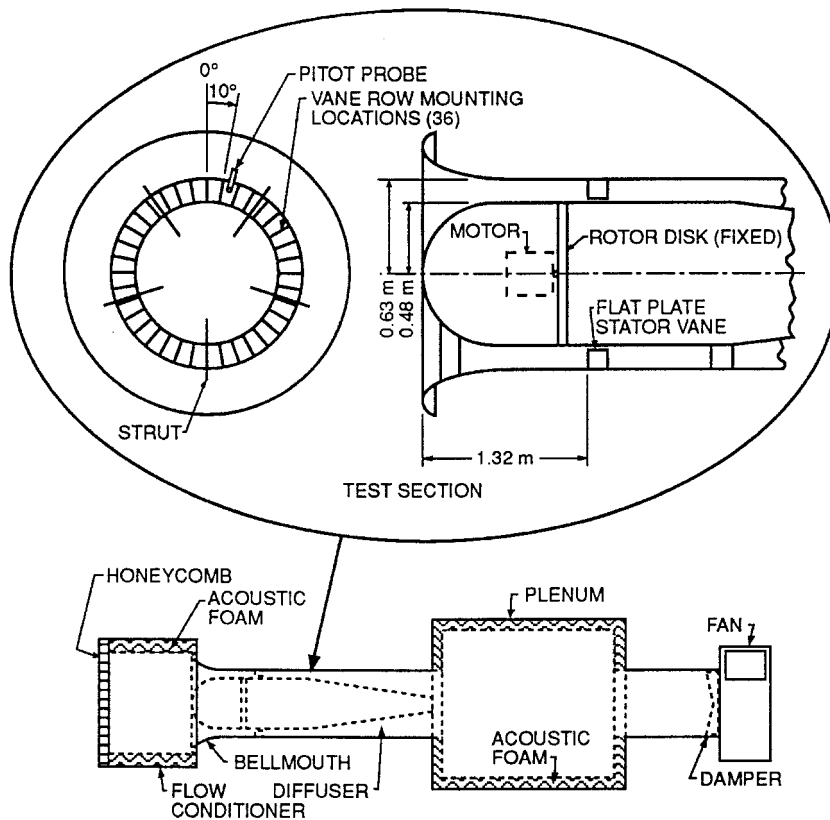 0°
10°
PITOT PROBE
VANE ROW MOUNTING
LOCATIONS (36)
STRUT
MOTOR
ROTOR DISK (FIXED)
0.63 m
0.48 m
FLAT PLATE
STATOR VANE
1.32 m
TEST SECTION
HONEYCOMB
ACOUSTIC
FOAM
PLENUM
FAN
BELLMOUTH
FLOW
CONDITIONER
DIFFUSER
ACOUSTIC
FOAM
DAMPER